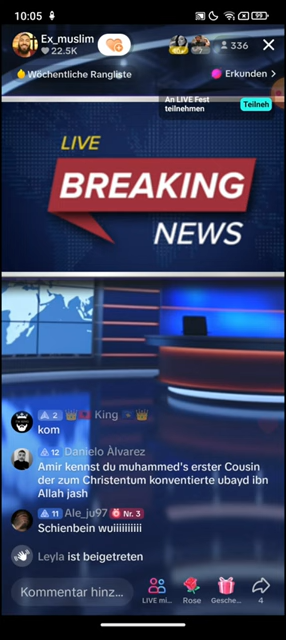 10:05
99
Ex_muslim
22.5K
336
Wöchentliche Rangliste
Erkunden >
An LIVE Fest
teilnehmen
Teilneh
LIVE
BREAKING
NEWS
2 King
kom
12 Danielo Àlvarez
Amir kennst du muhammed's erster Cousin
der zum Christentum konventierte ubayd ibn
Allah jash
11 Ale_ju97 Nr. 3
Schienbein wuiiiiiiiiii
Leyla ist beigetreten
Kommentar hinz...
LIVE mi...
Rose
Gesche...
4